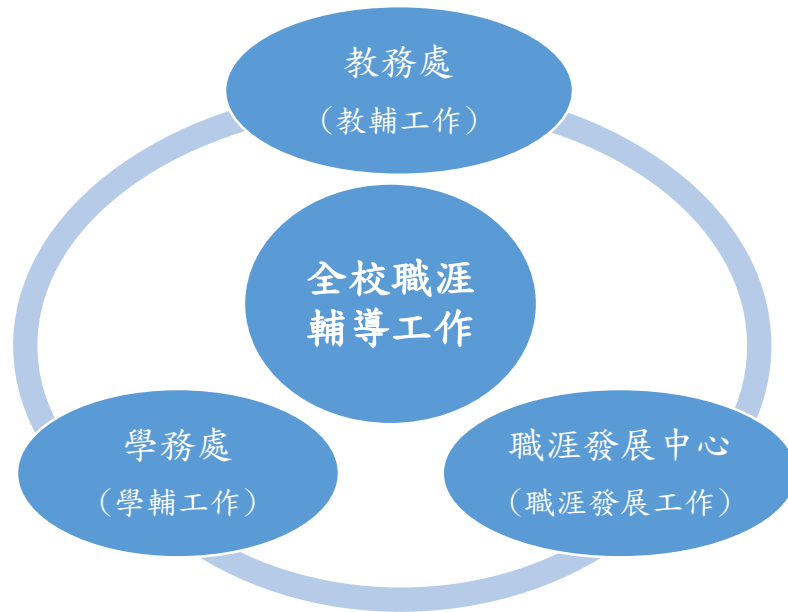 教務處
（教輔工作）
全校職涯
輔導工作
學務處
（學輔工作）
職涯發展中心
（職涯發展工作）